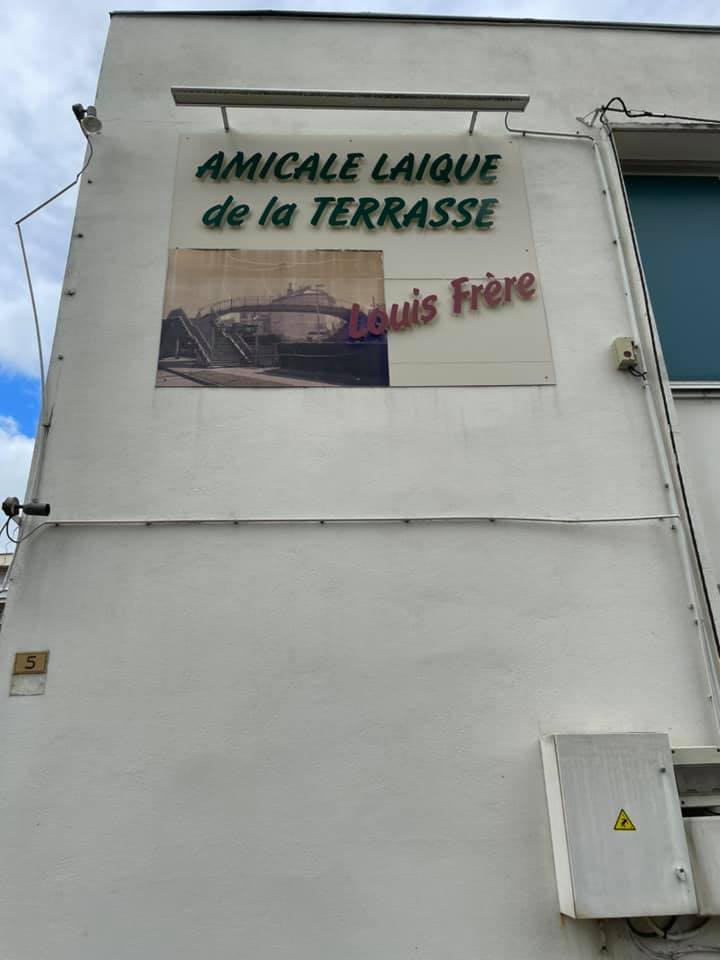 AMICALE LAIQUE
de la TERRASSE
Louis Frère
5